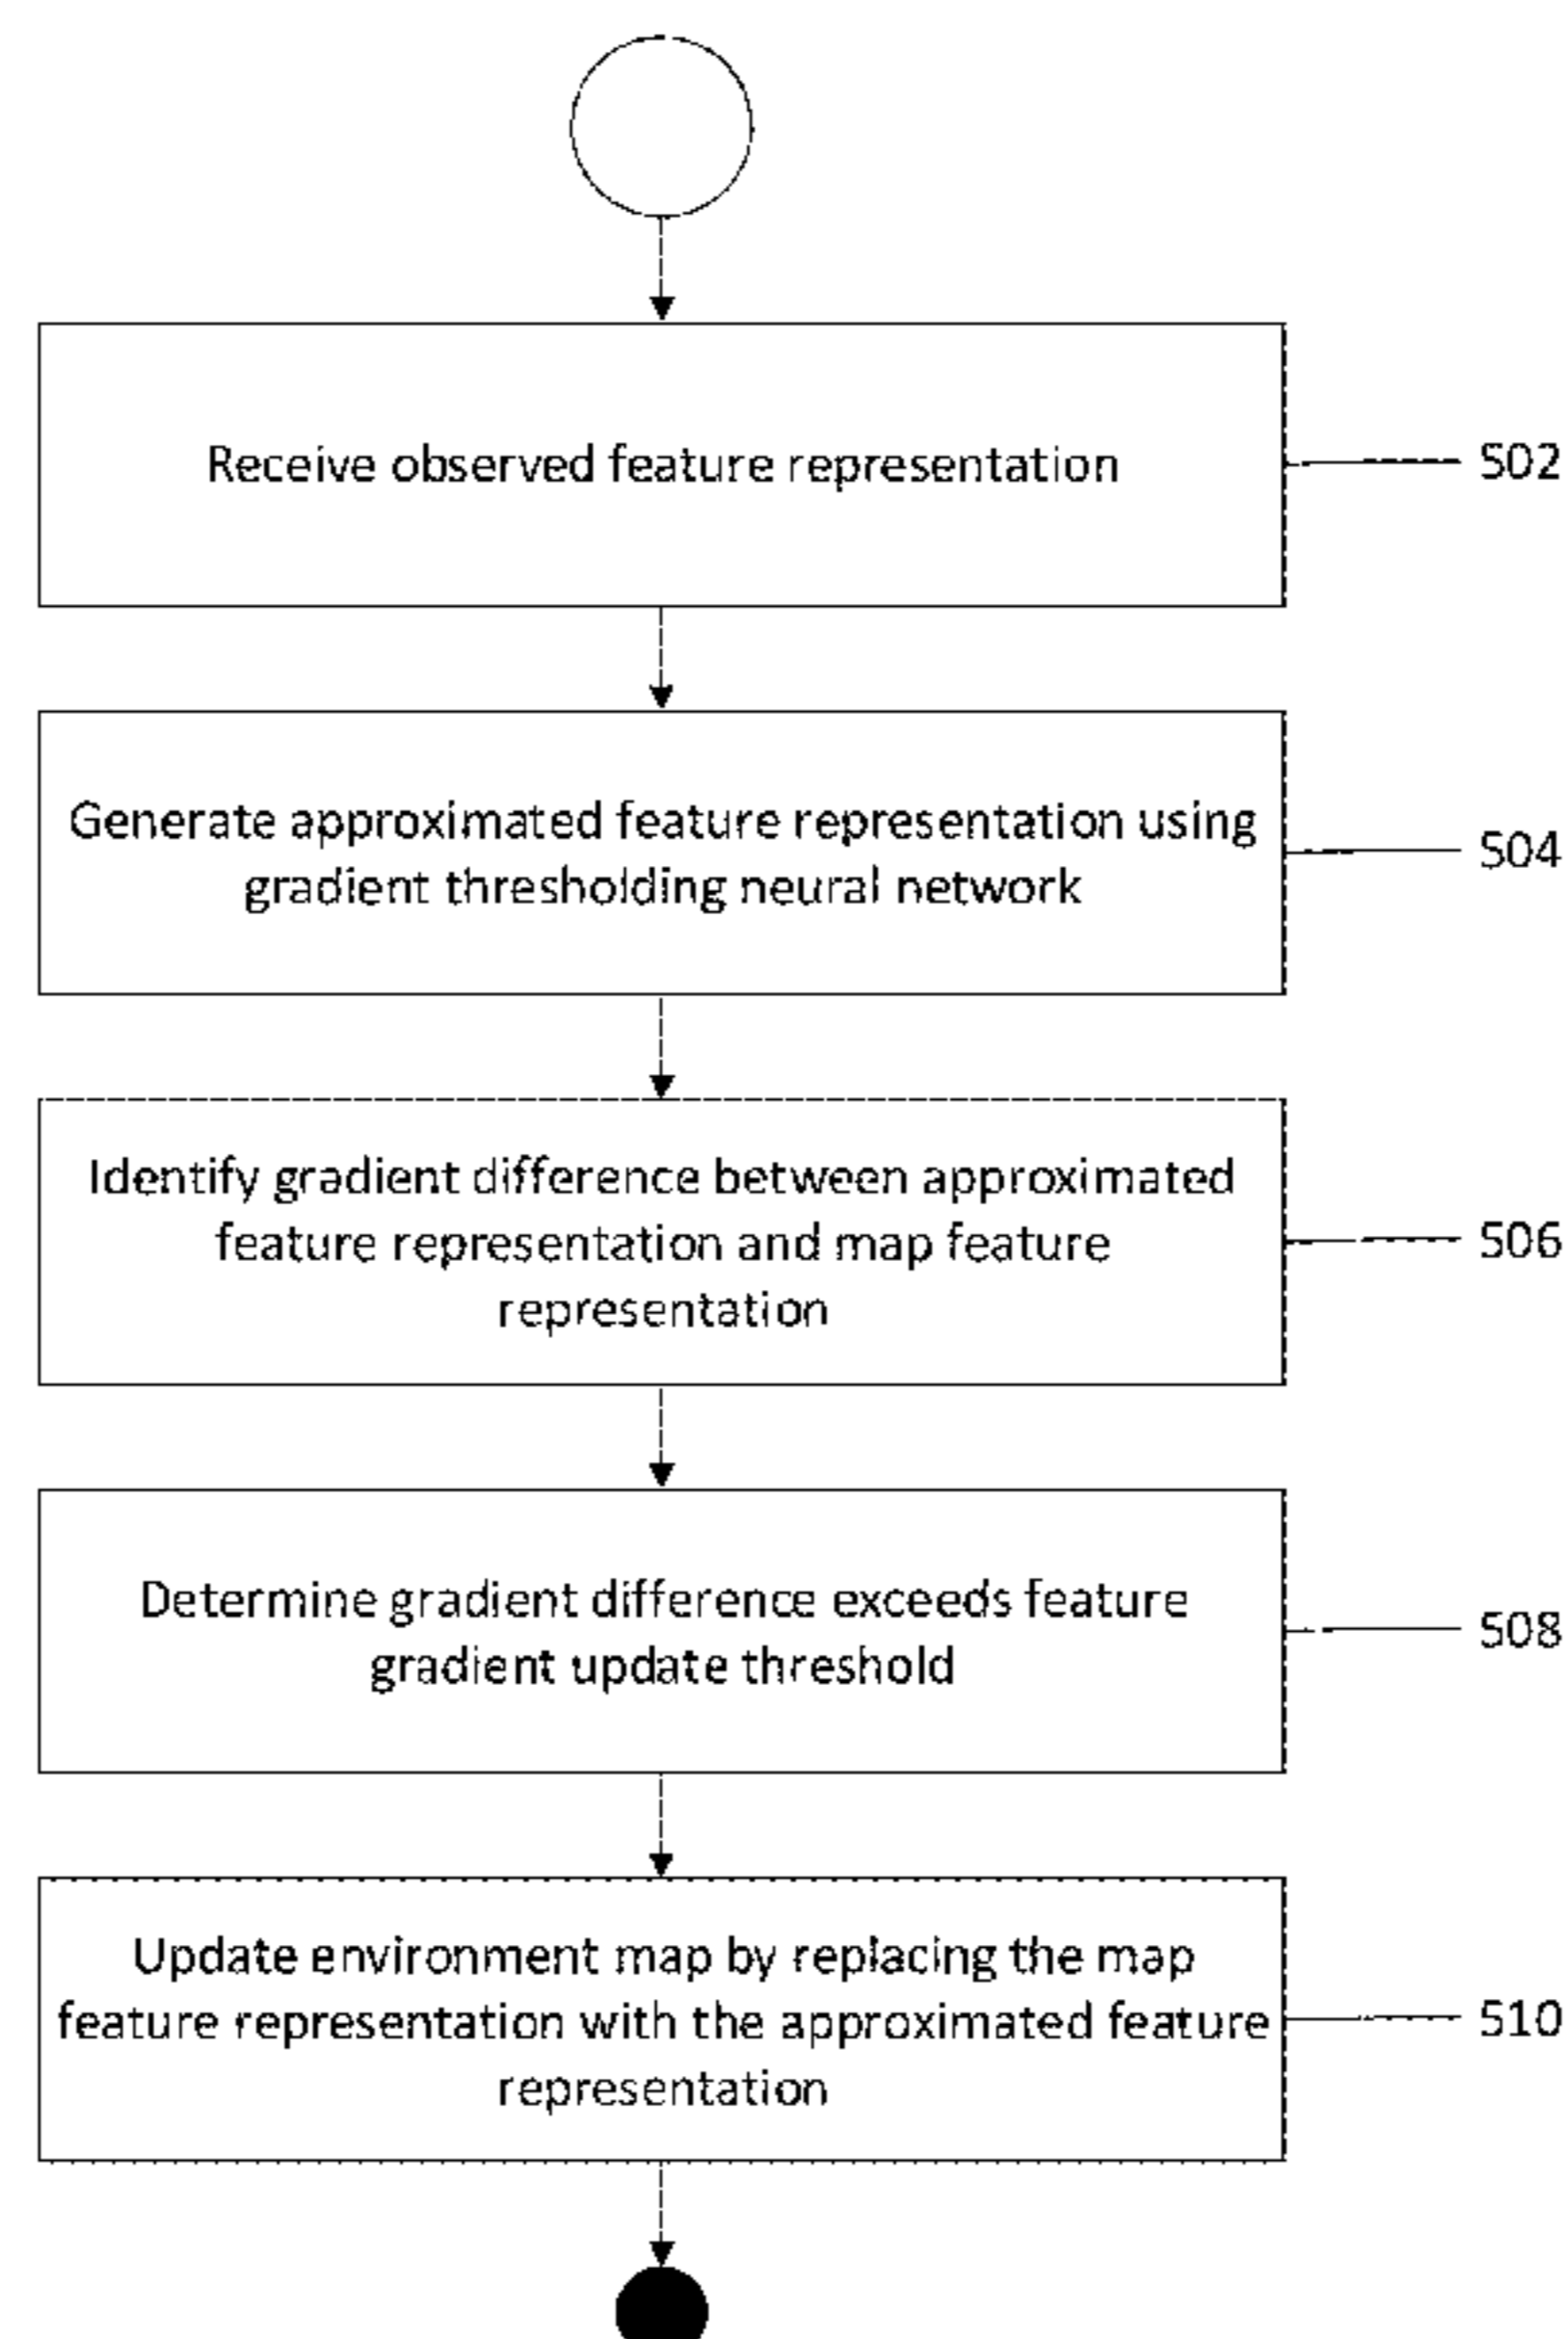 Receive observed feature representation
502
Generate approximated feature representation using
gradient thresholding neural network
504
Identify gradient difference between approximated
feature representation and map feature
representation
506
Determine gradient difference exceeds feature
gradient update threshold
508
Update environment map by replacing the map
feature representation with the approximated feature
representation
510